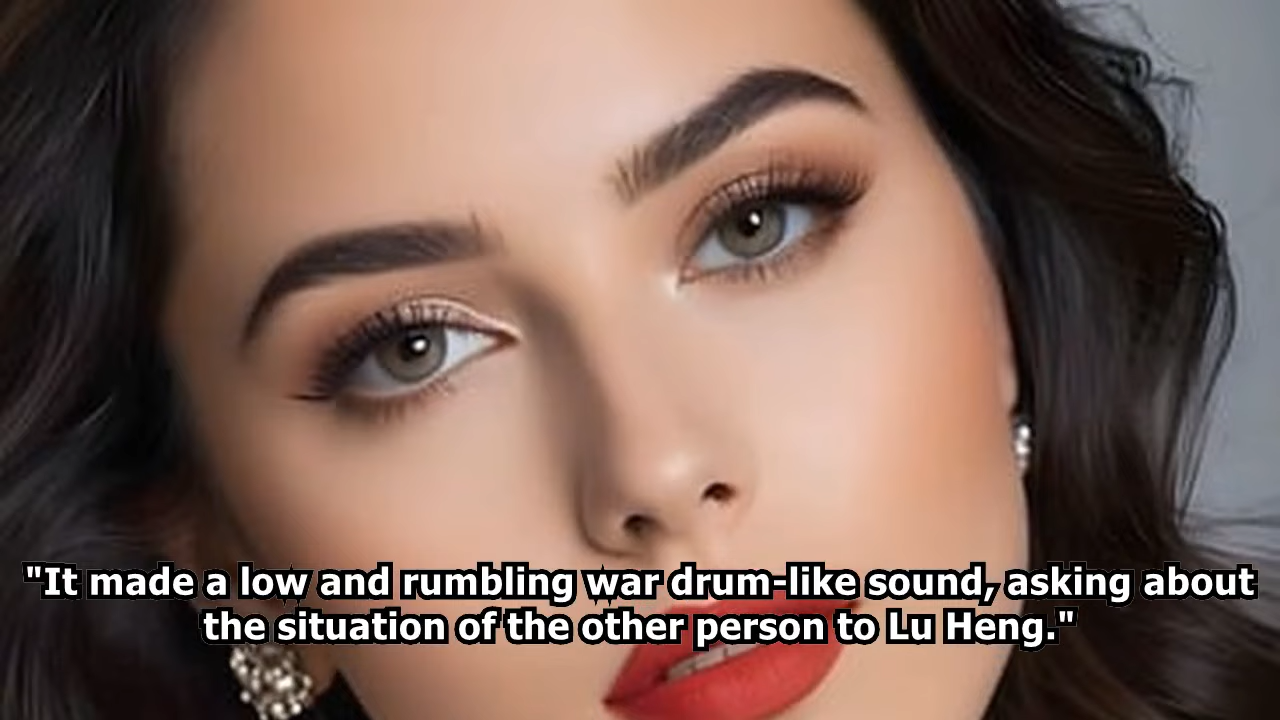 "It made a low and rumbling war drum-like sound, asking about
the situation of the other person to Lu Heng."